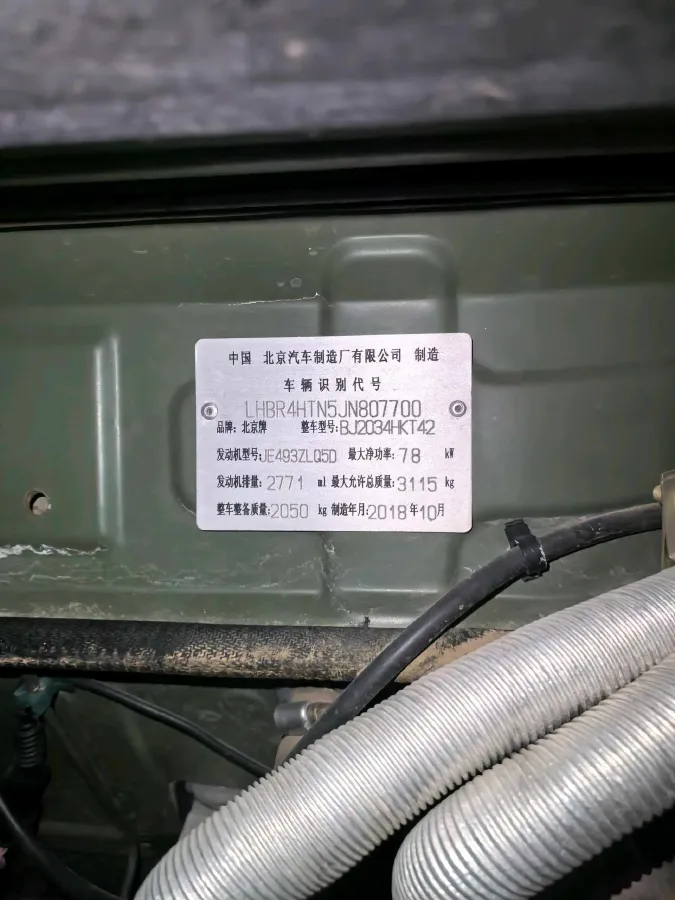 中国 北京汽车制造厂有限公司 制造
车辆识别代号
LHBR4HTN5JN807700
品牌: 北京牌 整车型号:BJ2034HKT42
发动机型号:JE493ZLQ5D 最大净功率: 78 kW
发动机排量: 2771 ml 最大允许总质量:3115 kg
整车整备质量:2050 kg 制造年月:2018年10月